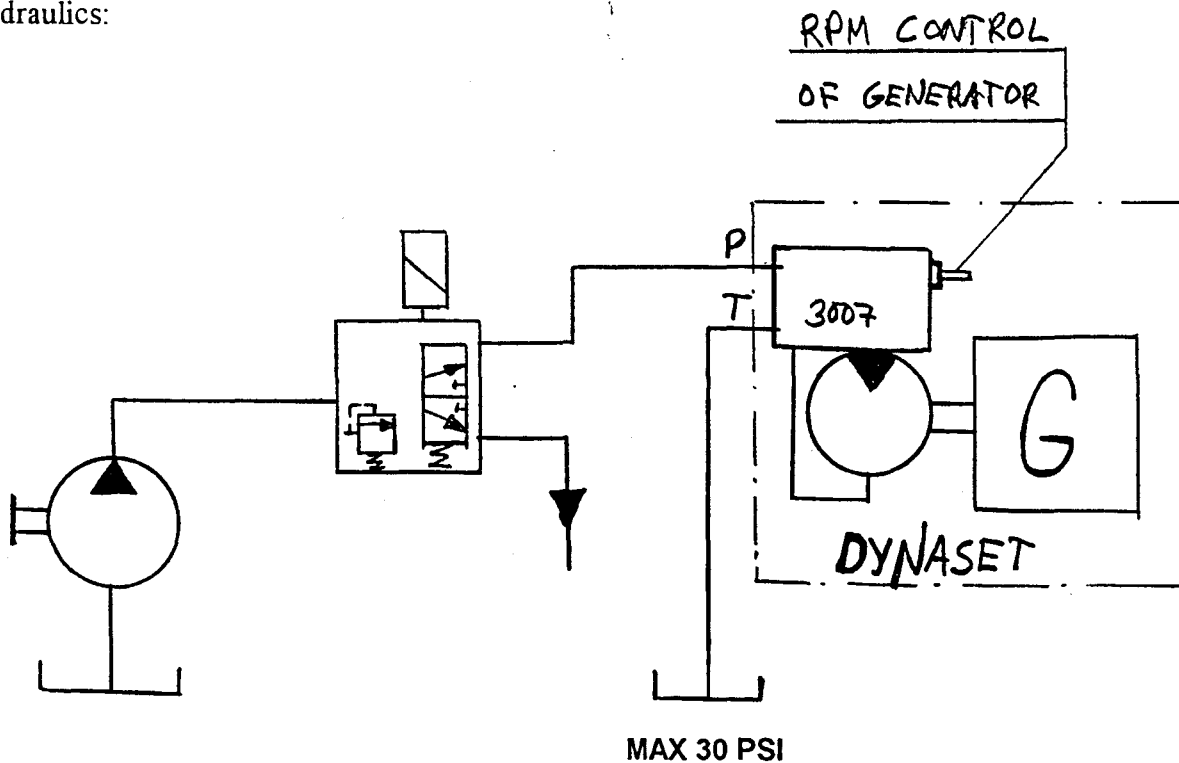 draulics:
RPM CONTROL
OF GENERATOR
P
T
3007
G
DYNASET
MAX 30 PSI